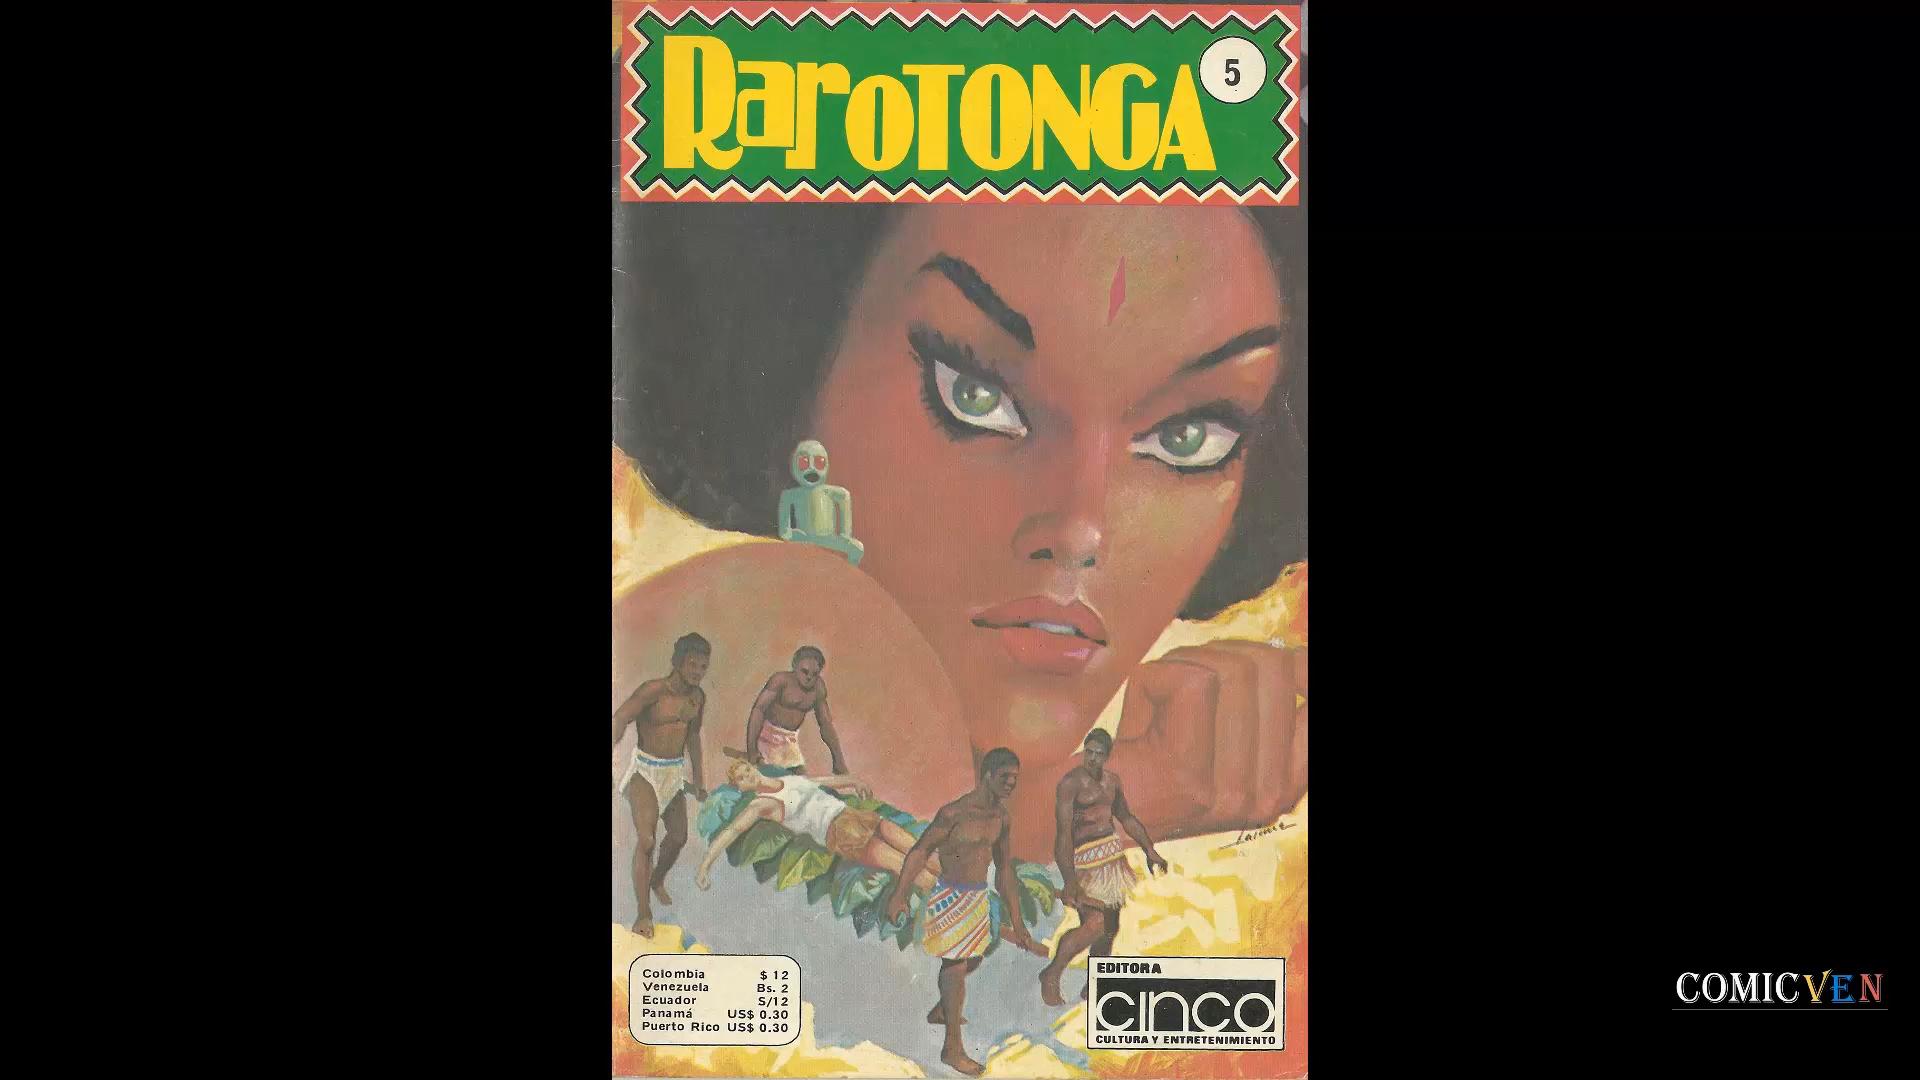 RaroTONGA
5
Colombia $ 12
Venezuela Bs. 2
Ecuador S/12
Panamá US$ 0.30
Puerto Rico US$ 0.30
EDITORA
cinco
CULTURA Y ENTRETENIMIENTO
COMICVEN